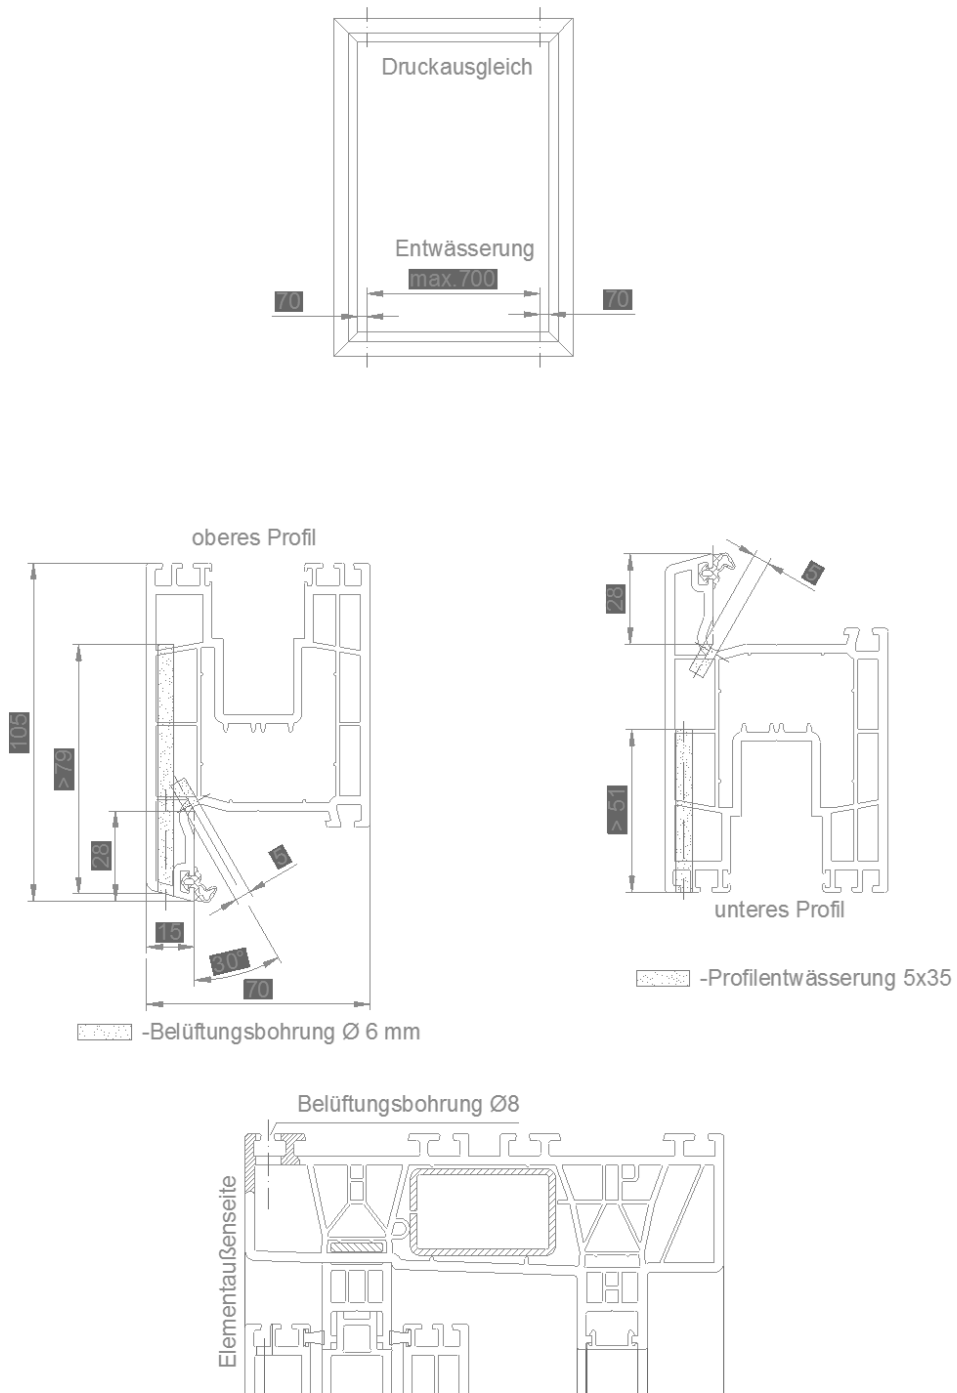 Druckausgleich
Entwässerung
max.700
70
70
oberes Profil
105
>79
28
15
5
30°
70
28
5
> 51
unteres Profil
-Profilentwässerung 5x35
-Belüftungsbohrung Ø 6 mm
Belüftungsbohrung Ø8
Elementaußenseite